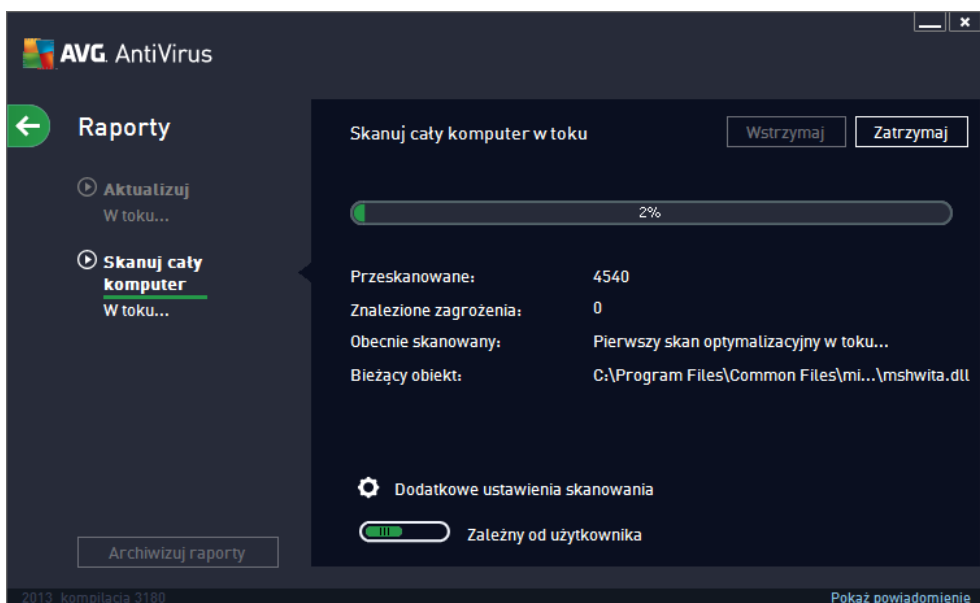 AVG. AntiVirus
Raporty
Aktualizuj
W toku...
Skanuj cały
komputer
W toku...
Archiwizuj raporty
Skanuj cały komputer w toku
Wstrzymaj
Zatrzymaj
2%
Przeskanowane: 4540
Znalezione zagrożenia: 0
Obecnie skanowany: Pierwszy skan optymalizacyjny w toku...
Bieżący obiekt: C:\Program Files\Common Files\mi...\mshwita.dll
Dodatkowe ustawienia skanowania
Zależny od użytkownika
2013 kompilacja 3180
Pokaż powiadomienie